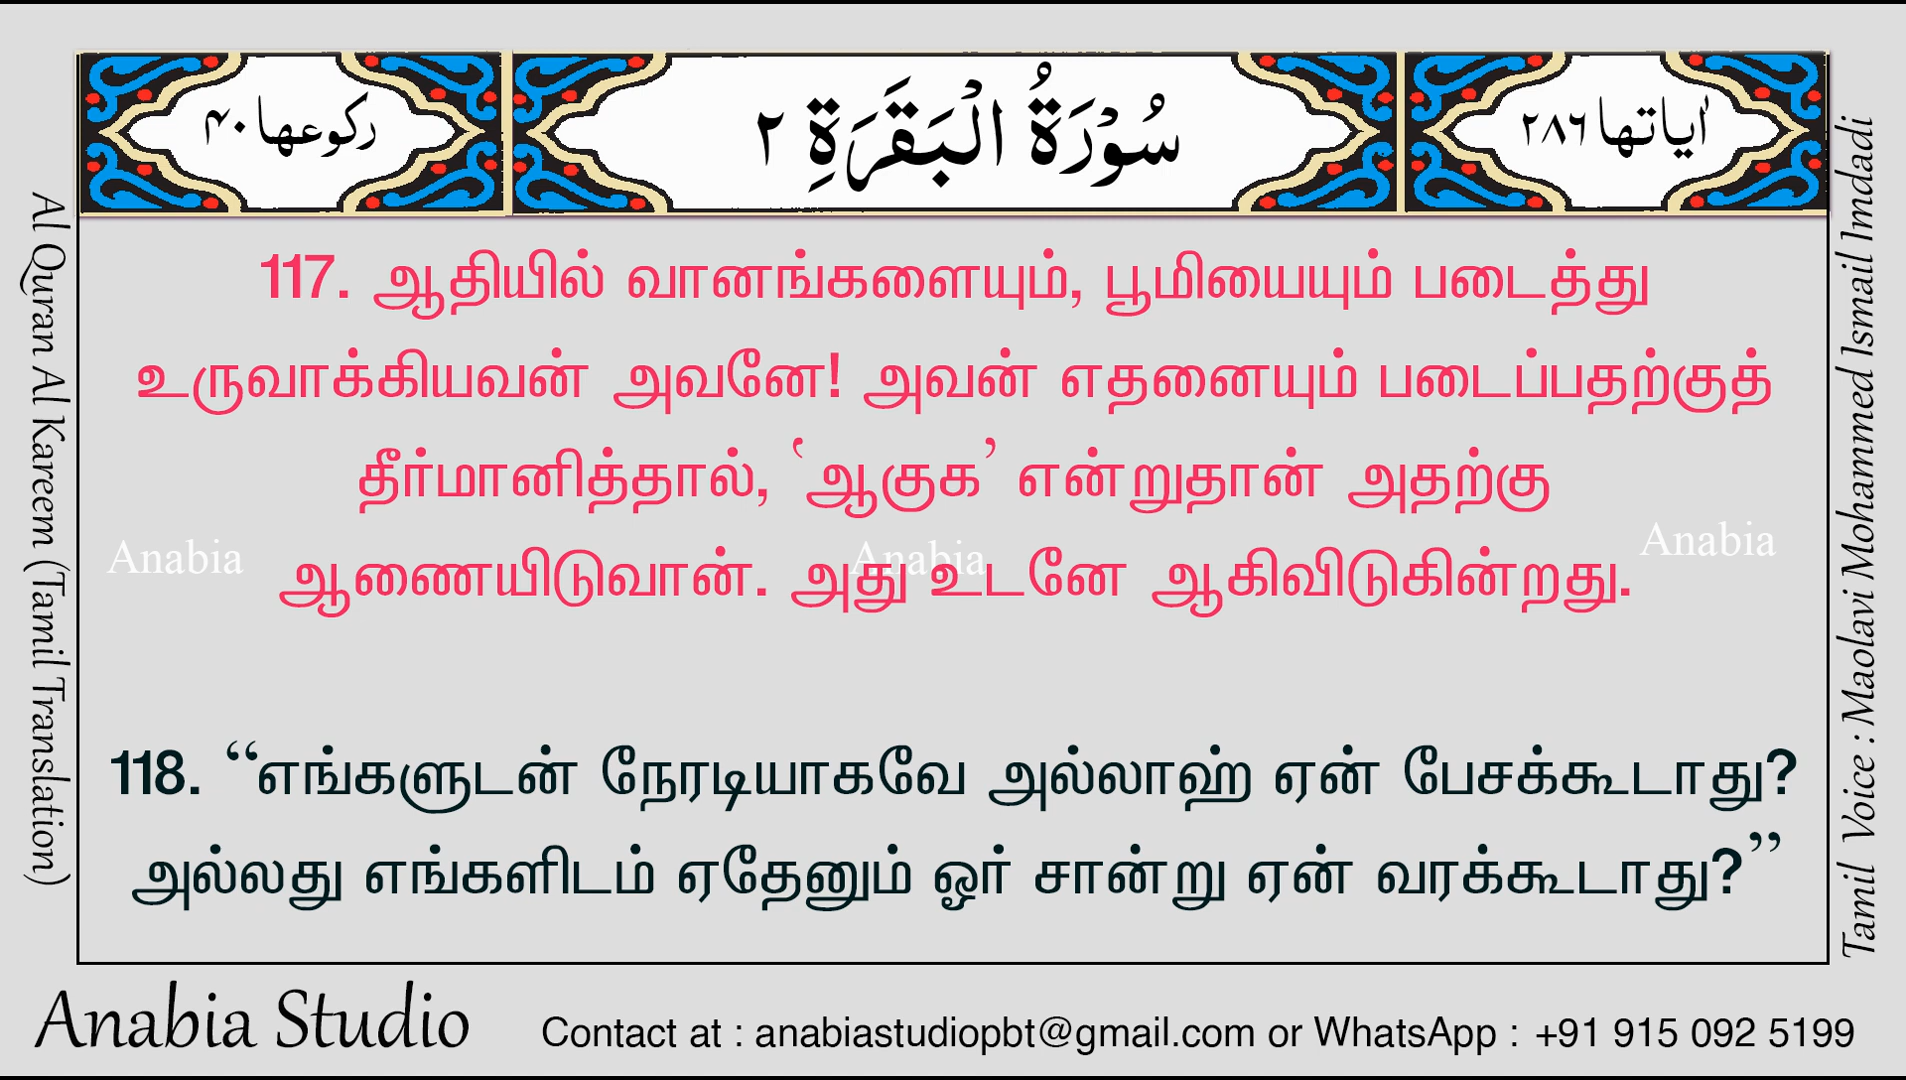 اٰياتها ٢٨٦
سُوْرَةُ الْبَقَرَةِ ٢
ركوعها ٤٠
117. ஆதியில் வானங்களையும், பூமியையும் படைத்து
உருவாக்கியவன் அவனே! அவன் எதனையும் படைப்பதற்குத்
தீர்மானித்தால், ‘ஆகுக’ என்றுதான் அதற்கு
ஆணையிடுவான். அது உடனே ஆகிவிடுகின்றது.
Anabia
Anabia
Anabia
118. “எங்களுடன் நேரடியாகவே அல்லாஹ் ஏன் பேசக்கூடாது?
அல்லது எங்களிடம் ஏதேனும் ஓர் சான்று ஏன் வரக்கூடாது?”
Al Quran Al Kareem (Tamil Translation)
Tamil Voice : Maolavi Mohammed Ismail Imdadi
Anabia Studio
Contact at : anabiastudiopbt@gmail.com or WhatsApp : +91 915 092 5199